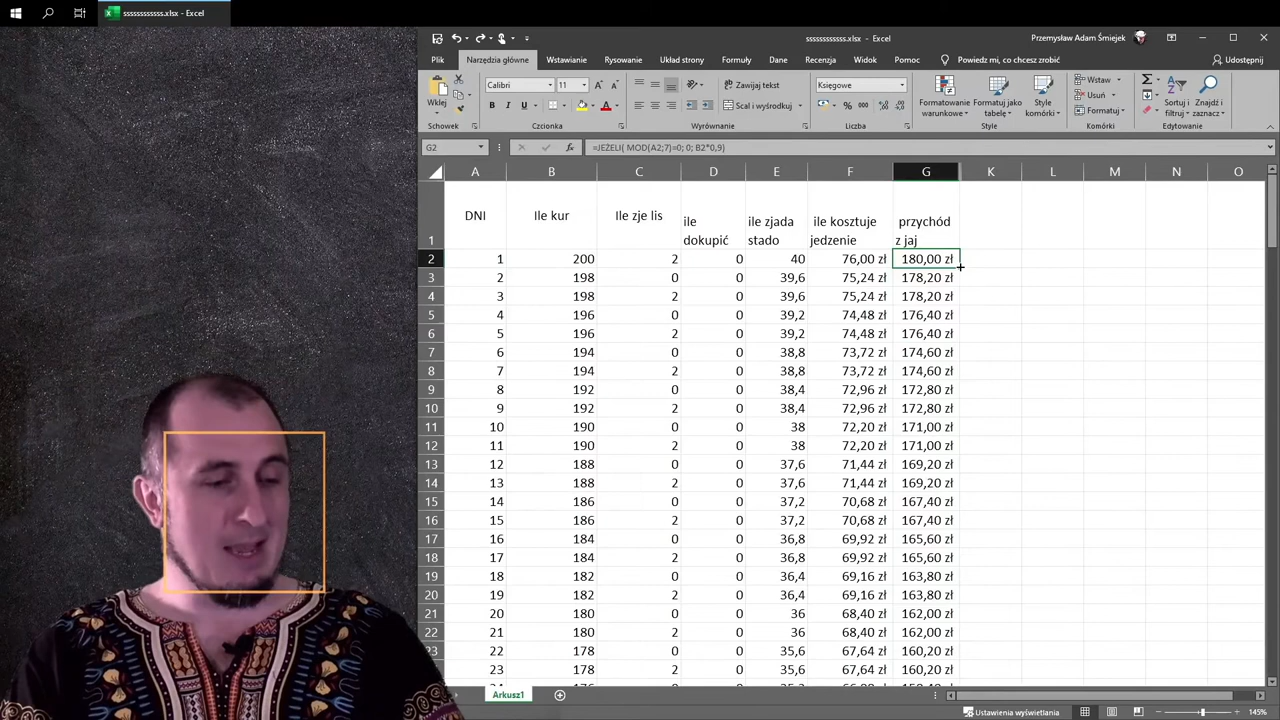 ssssssssssss.xlsx - Excel
ssssssssssss.xlsx - Excel
Przemysław Adam Śmiejek
Plik Narzędzia główne Wstawianie Rysowanie Układ strony Formuły Dane Recenzja Widok Pomoc Powiedz mi, co chcesz zrobić Udostępnij
Wklej
Schowek
Calibri 11
B I U
Czcionka
Zawijaj tekst
Scal i wyśrodkuj
Wyrównanie
Księgowe
% 000
Liczba
Formatowanie warunkowe
Formatuj jako tabelę
Style komórki
Style
Wstaw
Usuń
Formatuj
Komórki
Sortuj i filtruj
Znajdź i zaznacz
Edytowanie
G2 fx =JEŻELI( MOD(A2;7)=0; 0; B2*0,9)
A B C D E F G K L M N O
1 DNI Ile kur Ile zje lis ile dokupić ile zjada stado ile kosztuje jedzenie przychód z jaj
2 1 200 2 0 40 76,00 zł 180,00 zł
3 2 198 0 0 39,6 75,24 zł 178,20 zł
4 3 198 2 0 39,6 75,24 zł 178,20 zł
5 4 196 0 0 39,2 74,48 zł 176,40 zł
6 5 196 2 0 39,2 74,48 zł 176,40 zł
7 6 194 0 0 38,8 73,72 zł 174,60 zł
8 7 194 2 0 38,8 73,72 zł 174,60 zł
9 8 192 0 0 38,4 72,96 zł 172,80 zł
10 9 192 2 0 38,4 72,96 zł 172,80 zł
11 10 190 0 0 38 72,20 zł 171,00 zł
12 11 190 2 0 38 72,20 zł 171,00 zł
13 12 188 0 0 37,6 71,44 zł 169,20 zł
14 13 188 2 0 37,6 71,44 zł 169,20 zł
15 14 186 0 0 37,2 70,68 zł 167,40 zł
16 15 186 2 0 37,2 70,68 zł 167,40 zł
17 16 184 0 0 36,8 69,92 zł 165,60 zł
18 17 184 2 0 36,8 69,92 zł 165,60 zł
19 18 182 0 0 36,4 69,16 zł 163,80 zł
20 19 182 2 0 36,4 69,16 zł 163,80 zł
21 20 180 0 0 36 68,40 zł 162,00 zł
22 21 180 2 0 36 68,40 zł 162,00 zł
23 22 178 0 0 35,6 67,64 zł 160,20 zł
23 178 2 0 35,6 67,64 zł 160,20 zł
Arkusz1
Ustawienia wyświetlania 145%